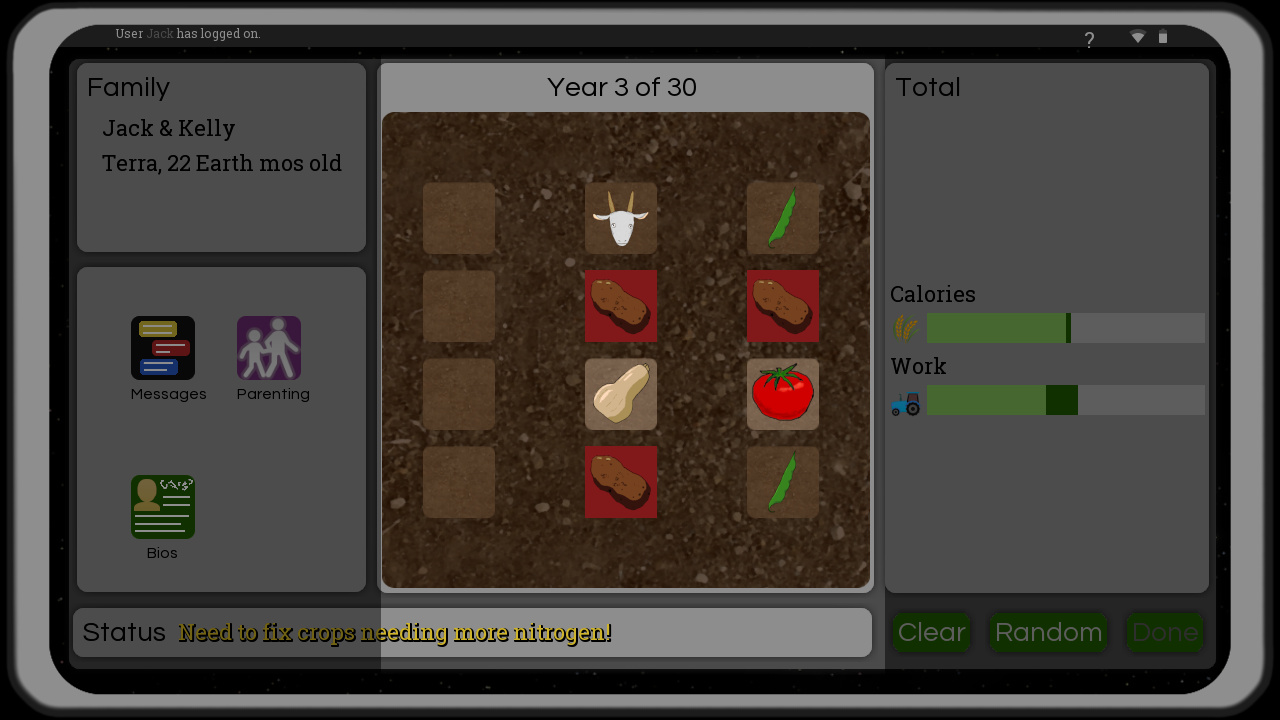 User Jack has logged on.
?
Family
Jack & Kelly
Terra, 22 Earth mos old
Messages
Parenting
Bios
Year 3 of 30
Total
Calories
Work
Status Need to fix crops needing more nitrogen!
Clear
Random
Done